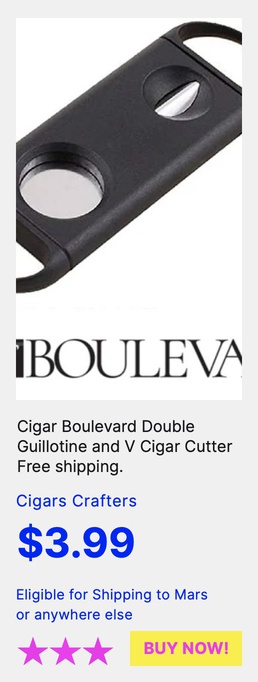 BOULEVA
Cigar Boulevard Double
Guillotine and V Cigar Cutter
Free shipping.
Cigars Crafters
$3.99
Eligible for Shipping to Mars
or anywhere else
BUY NOW!